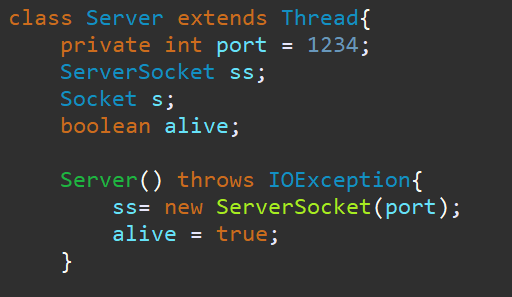 class Server extends Thread{
    private int port = 1234;
    ServerSocket ss;
    Socket s;
    boolean alive;

    Server() throws IOException{
        ss= new ServerSocket(port);
        alive = true;
    }